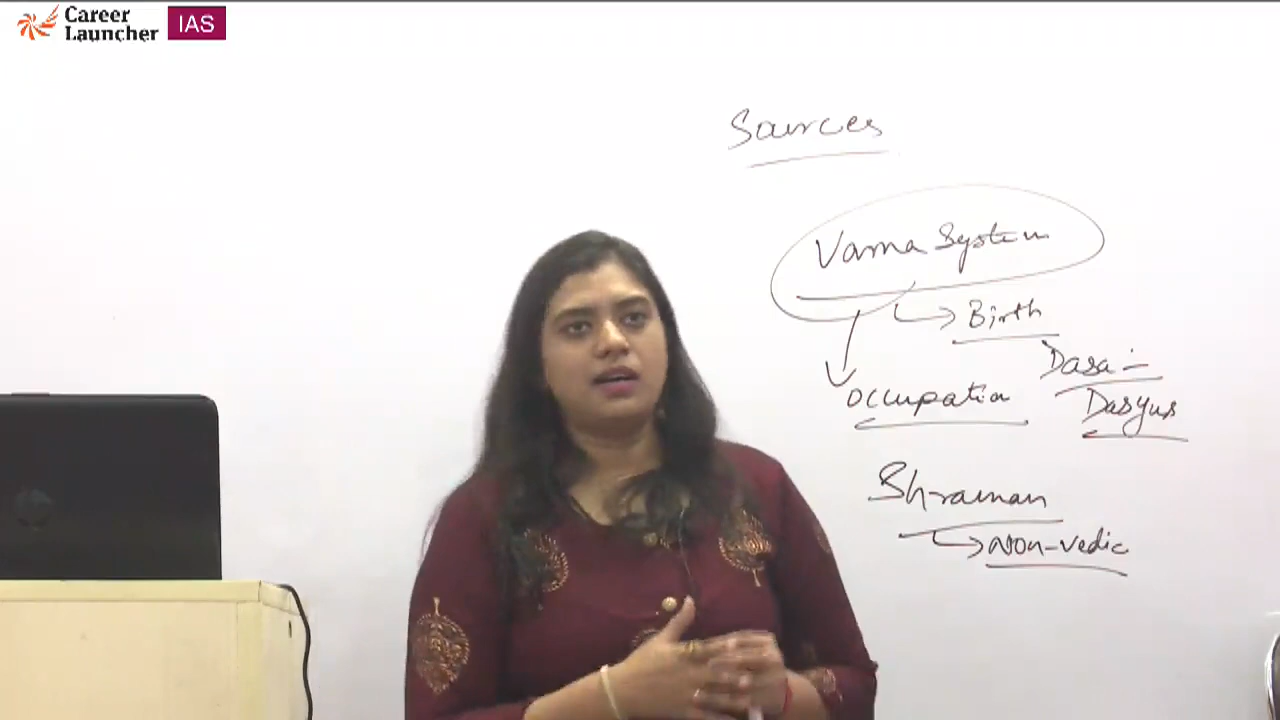 Career
Launcher
IAS
Sources
Varna System
Birth
Dasa :-
Occupation
Dasyus
Shraman
Non-vedic